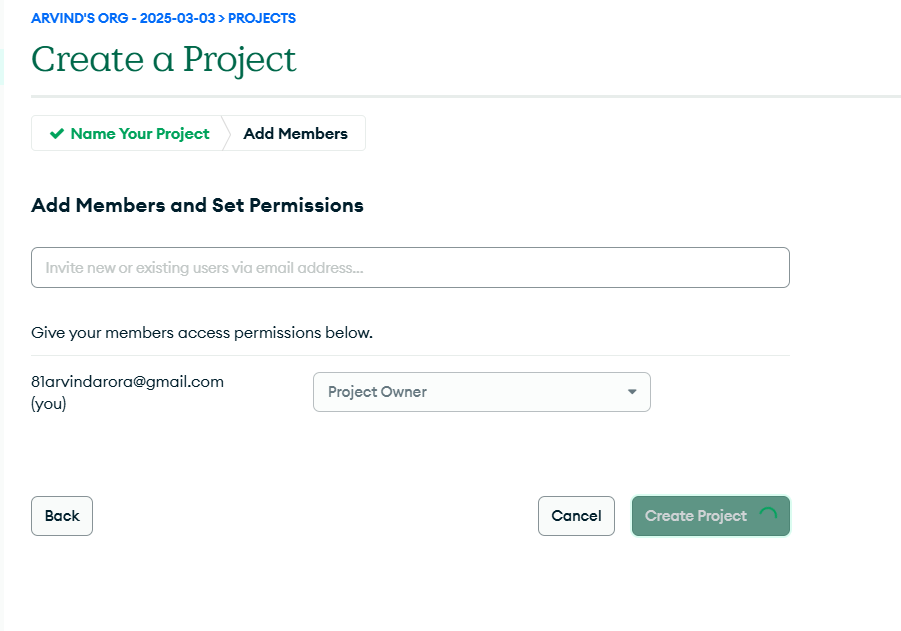 ARVIND'S ORG - 2025-03-03 > PROJECTS
Create a Project
Name Your Project
Add Members
Add Members and Set Permissions
Invite new or existing users via email address...
Give your members access permissions below.
81arvindarora@gmail.com
(you)
Project Owner
Back
Cancel
Create Project